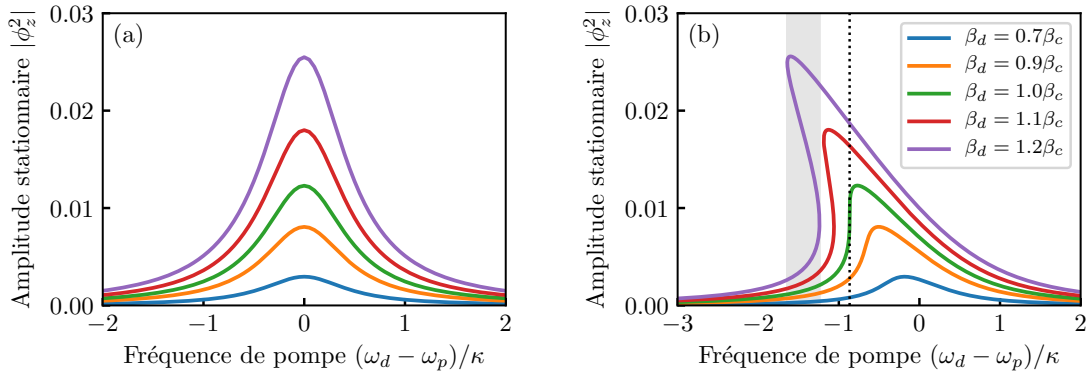 Amplitude stationnaire |ϕ_z^2|
0.03
0.02
0.01
0.00
(a)
−2
−1
0
1
2
Fréquence de pompe (ω_d − ω_p)/κ
Amplitude stationnaire |ϕ_z^2|
0.03
0.02
0.01
0.00
(b)
β_d = 0.7β_c
β_d = 0.9β_c
β_d = 1.0β_c
β_d = 1.1β_c
β_d = 1.2β_c
−3
−2
−1
0
1
2
Fréquence de pompe (ω_d − ω_p)/κ